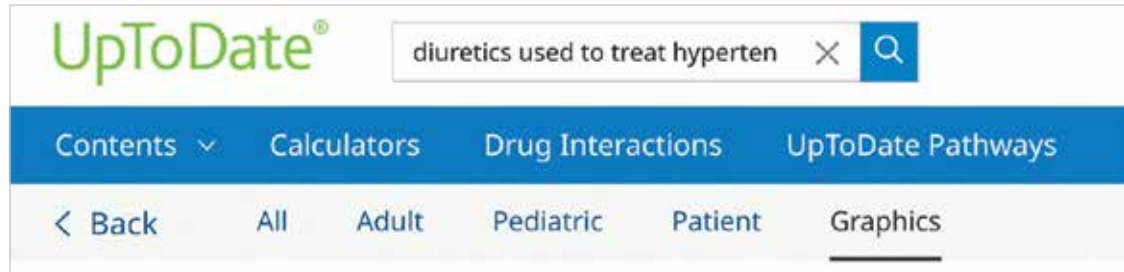 UpToDate®
diuretics used to treat hyperten
Contents Calculators Drug Interactions UpToDate Pathways
Back All Adult Pediatric Patient Graphics